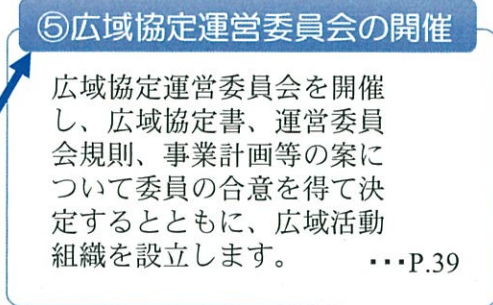 ⑤広域協定運営委員会の開催
広域協定運営委員会を開催
し、広域協定書、運営委員
会規則、事業計画等の案に
ついて委員の合意を得て決
定するとともに、広域活動
組織を設立します。 ･･･P.39